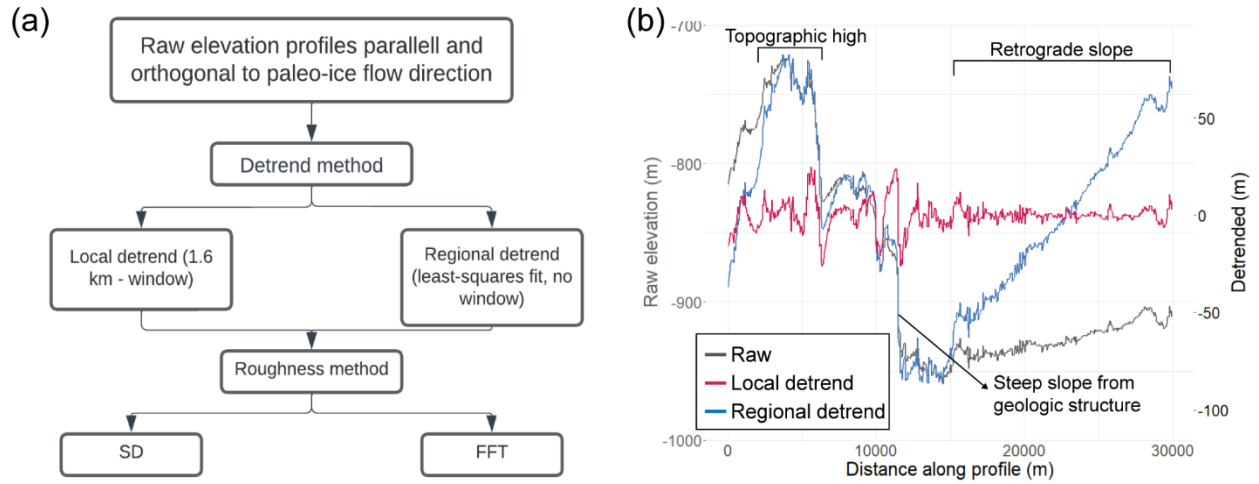 (a)
Raw elevation profiles parallell and
orthogonal to paleo-ice flow direction
Detrend method
Local detrend (1.6
km - window)
Regional detrend
(least-squares fit, no
window)
Roughness method
SD
FFT
(b)
-700
-800
-900
-1000
Raw elevation (m)
Topographic high
Retrograde slope
50
0
-50
-100
Detrended (m)
Raw
Local detrend
Regional detrend
Steep slope from
geologic structure
0
10000
20000
30000
Distance along profile (m)